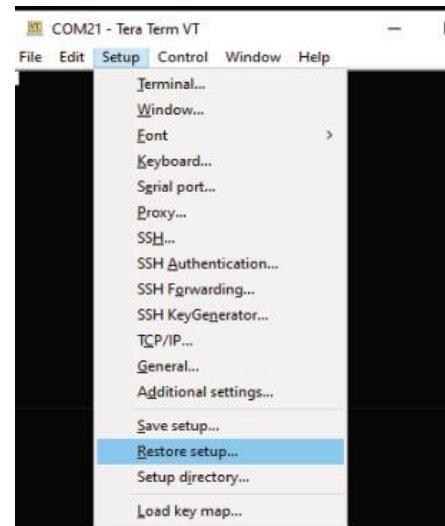 COM21 - Tera Term VT
File Edit Setup Control Window Help
Terminal...
Window...
Font
Keyboard...
Serial port...
Proxy...
SSH...
SSH Authentication...
SSH Forwarding...
SSH KeyGenerator...
TCP/IP...
General...
Additional settings...
Save setup...
Restore setup...
Setup directory...
Load key map...